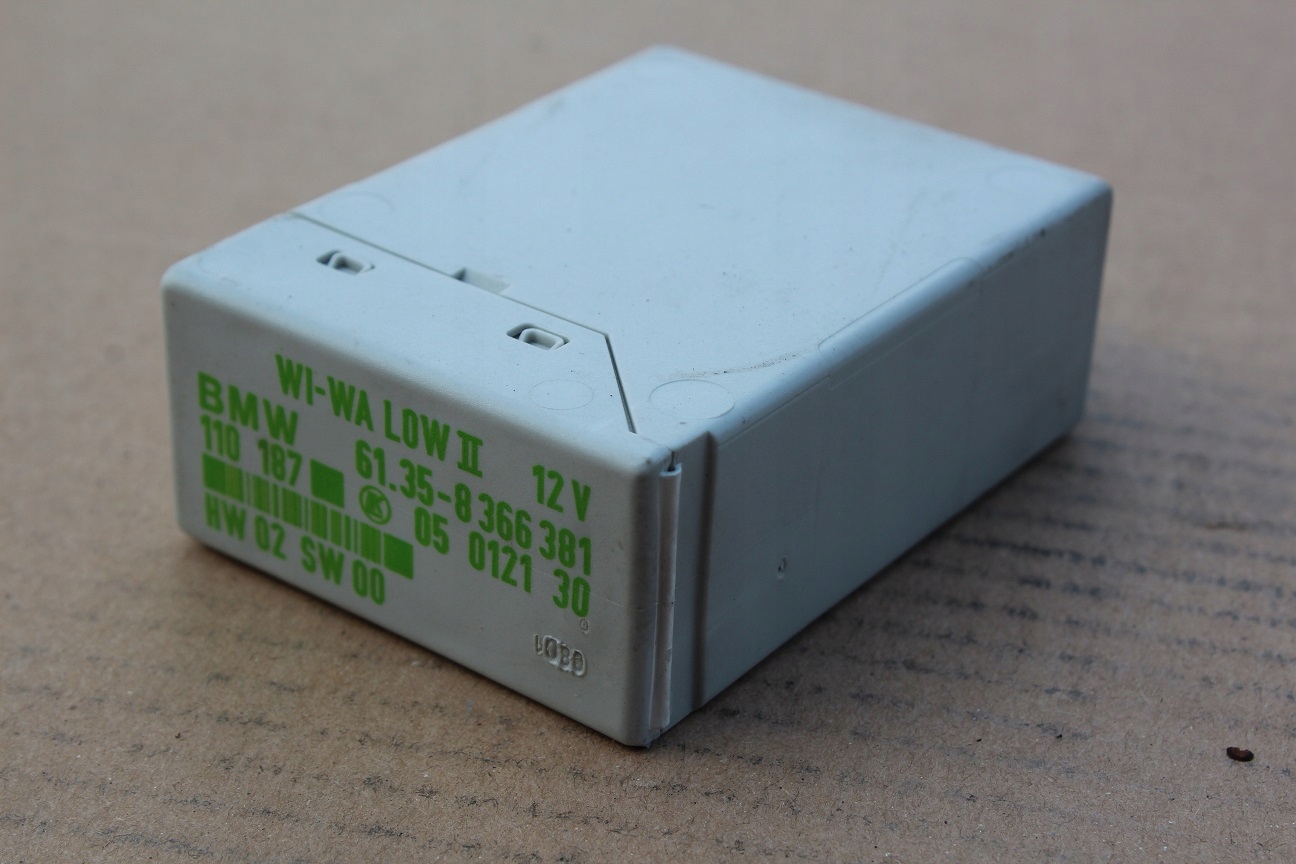 WI-WA LOW II 12 V
BMW 61.35-8 366 381
110 187 K 05 0121 30
HW 02 SW 00